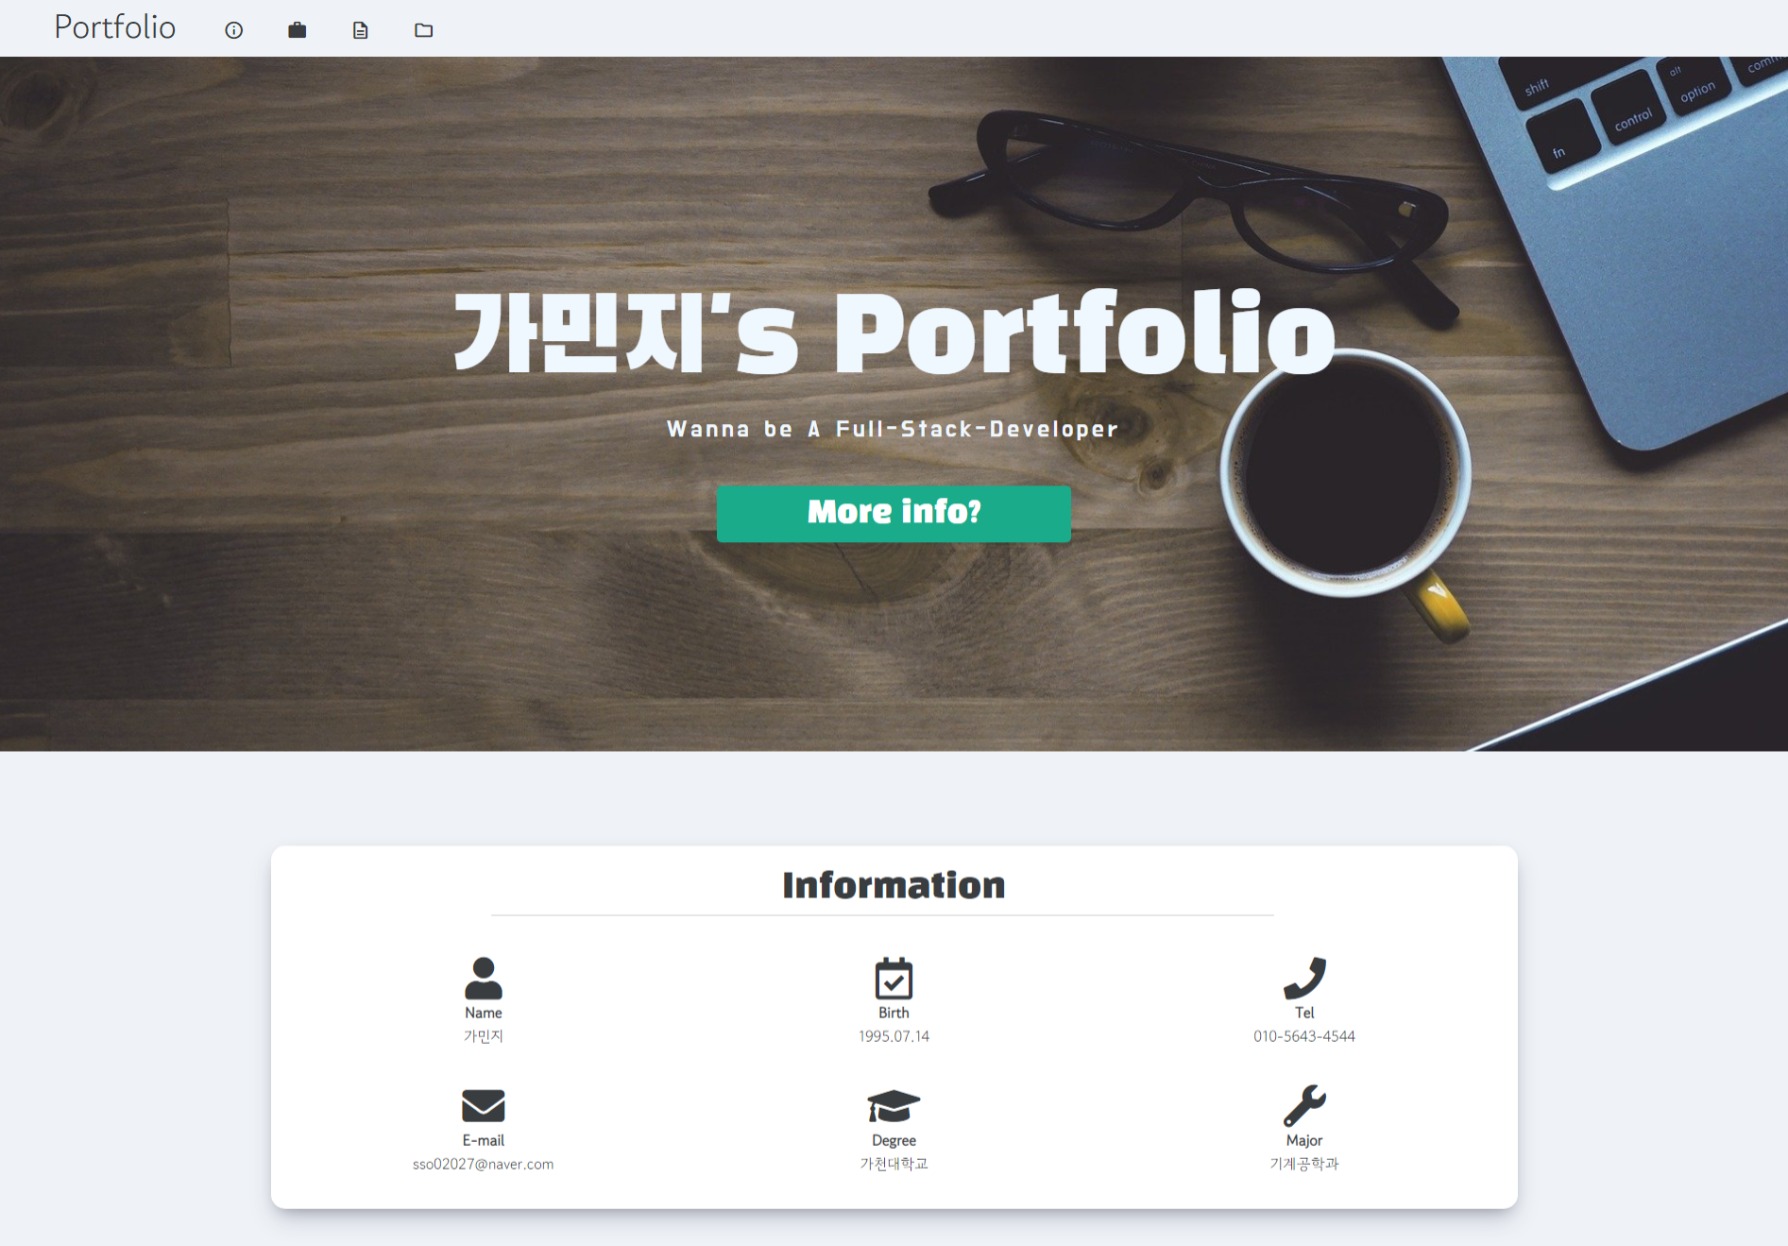 Portfolio
shift
alt
option
control
fn
가민지's Portfolio
Wanna be A Full-Stack-Developer
More info?
Information
Name
가민지
Birth
1995.07.14
Tel
010-5643-4544
E-mail
sso02027@naver.com
Degree
가천대학교
Major
기계공학과